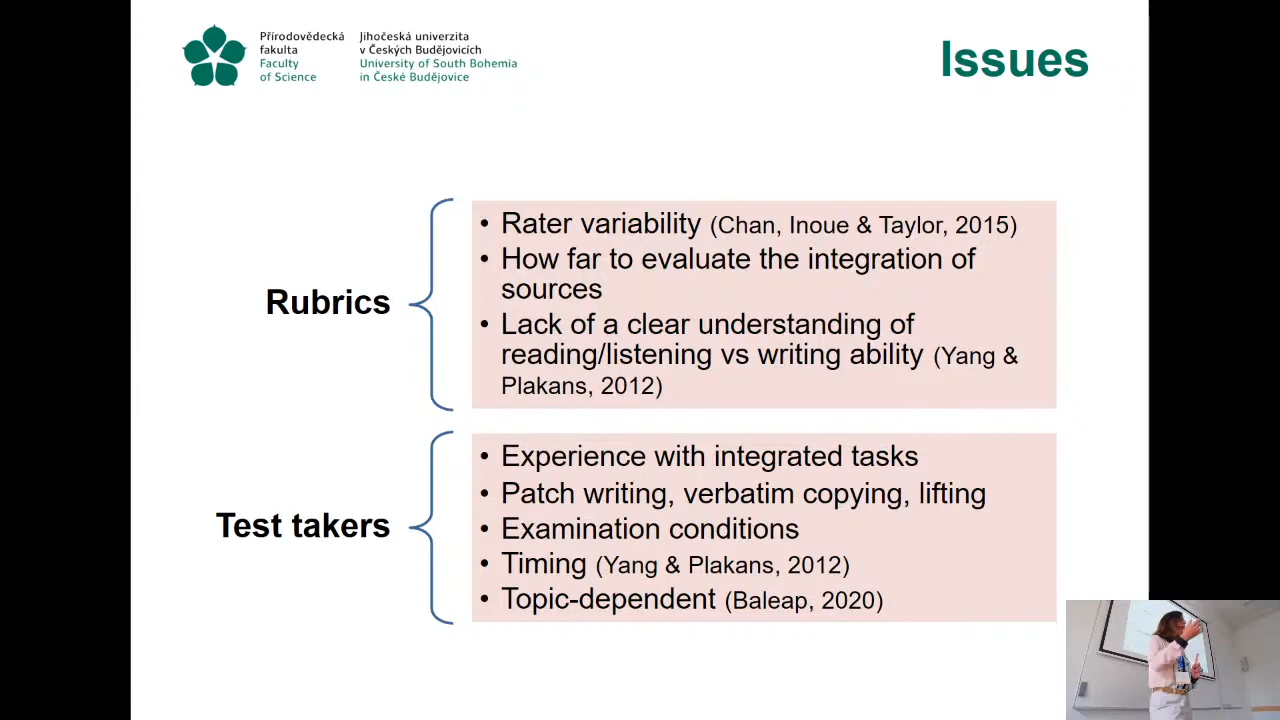 Přírodovědecká
fakulta
Faculty
of Science
Jihočeská univerzita
v Českých Budějovicích
University of South Bohemia
in České Budějovice
Issues
Rubrics
• Rater variability (Chan, Inoue & Taylor, 2015)
• How far to evaluate the integration of
sources
• Lack of a clear understanding of
reading/listening vs writing ability (Yang &
Plakans, 2012)
Test takers
• Experience with integrated tasks
• Patch writing, verbatim copying, lifting
• Examination conditions
• Timing (Yang & Plakans, 2012)
• Topic-dependent (Baleap, 2020)